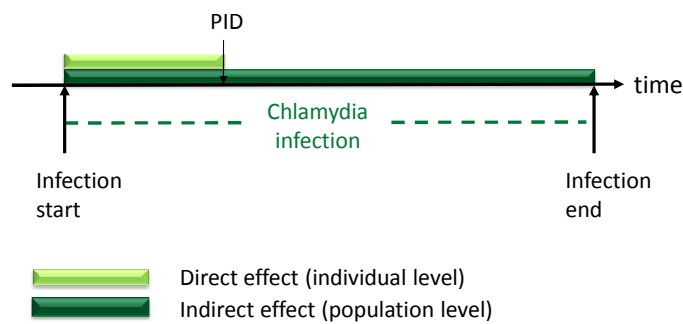 PID
time
Chlamydia
infection
Infection
start
Infection
end
Direct effect (individual level)
Indirect effect (population level)